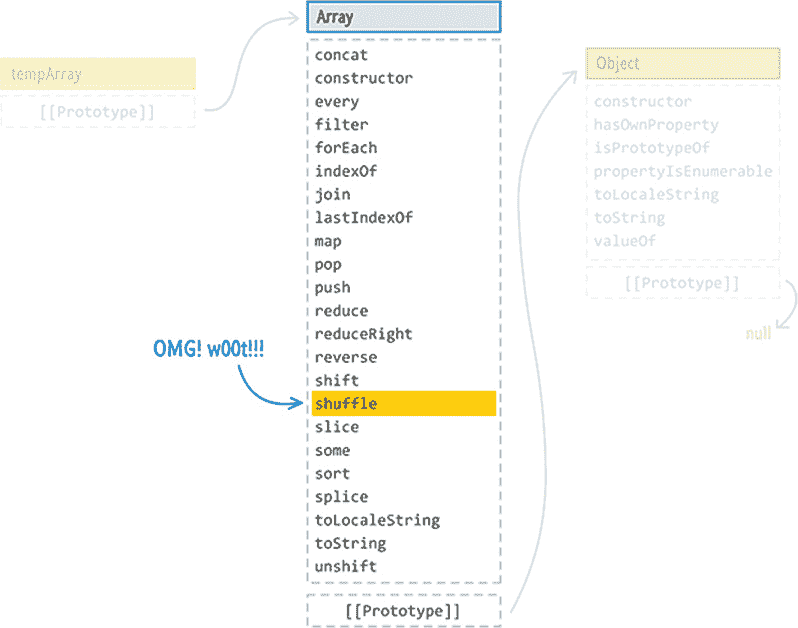 tempArray
[[Prototype]]
Array
concat
constructor
every
filter
forEach
indexOf
join
lastIndexOf
map
pop
push
reduce
reduceRight
reverse
shift
shuffle
slice
some
sort
splice
toLocaleString
toString
unshift
[[Prototype]]
OMG! w00t!!!
Object
constructor
hasOwnProperty
isPrototypeOf
propertyIsEnumerable
toLocaleString
toString
valueOf
[[Prototype]]
null